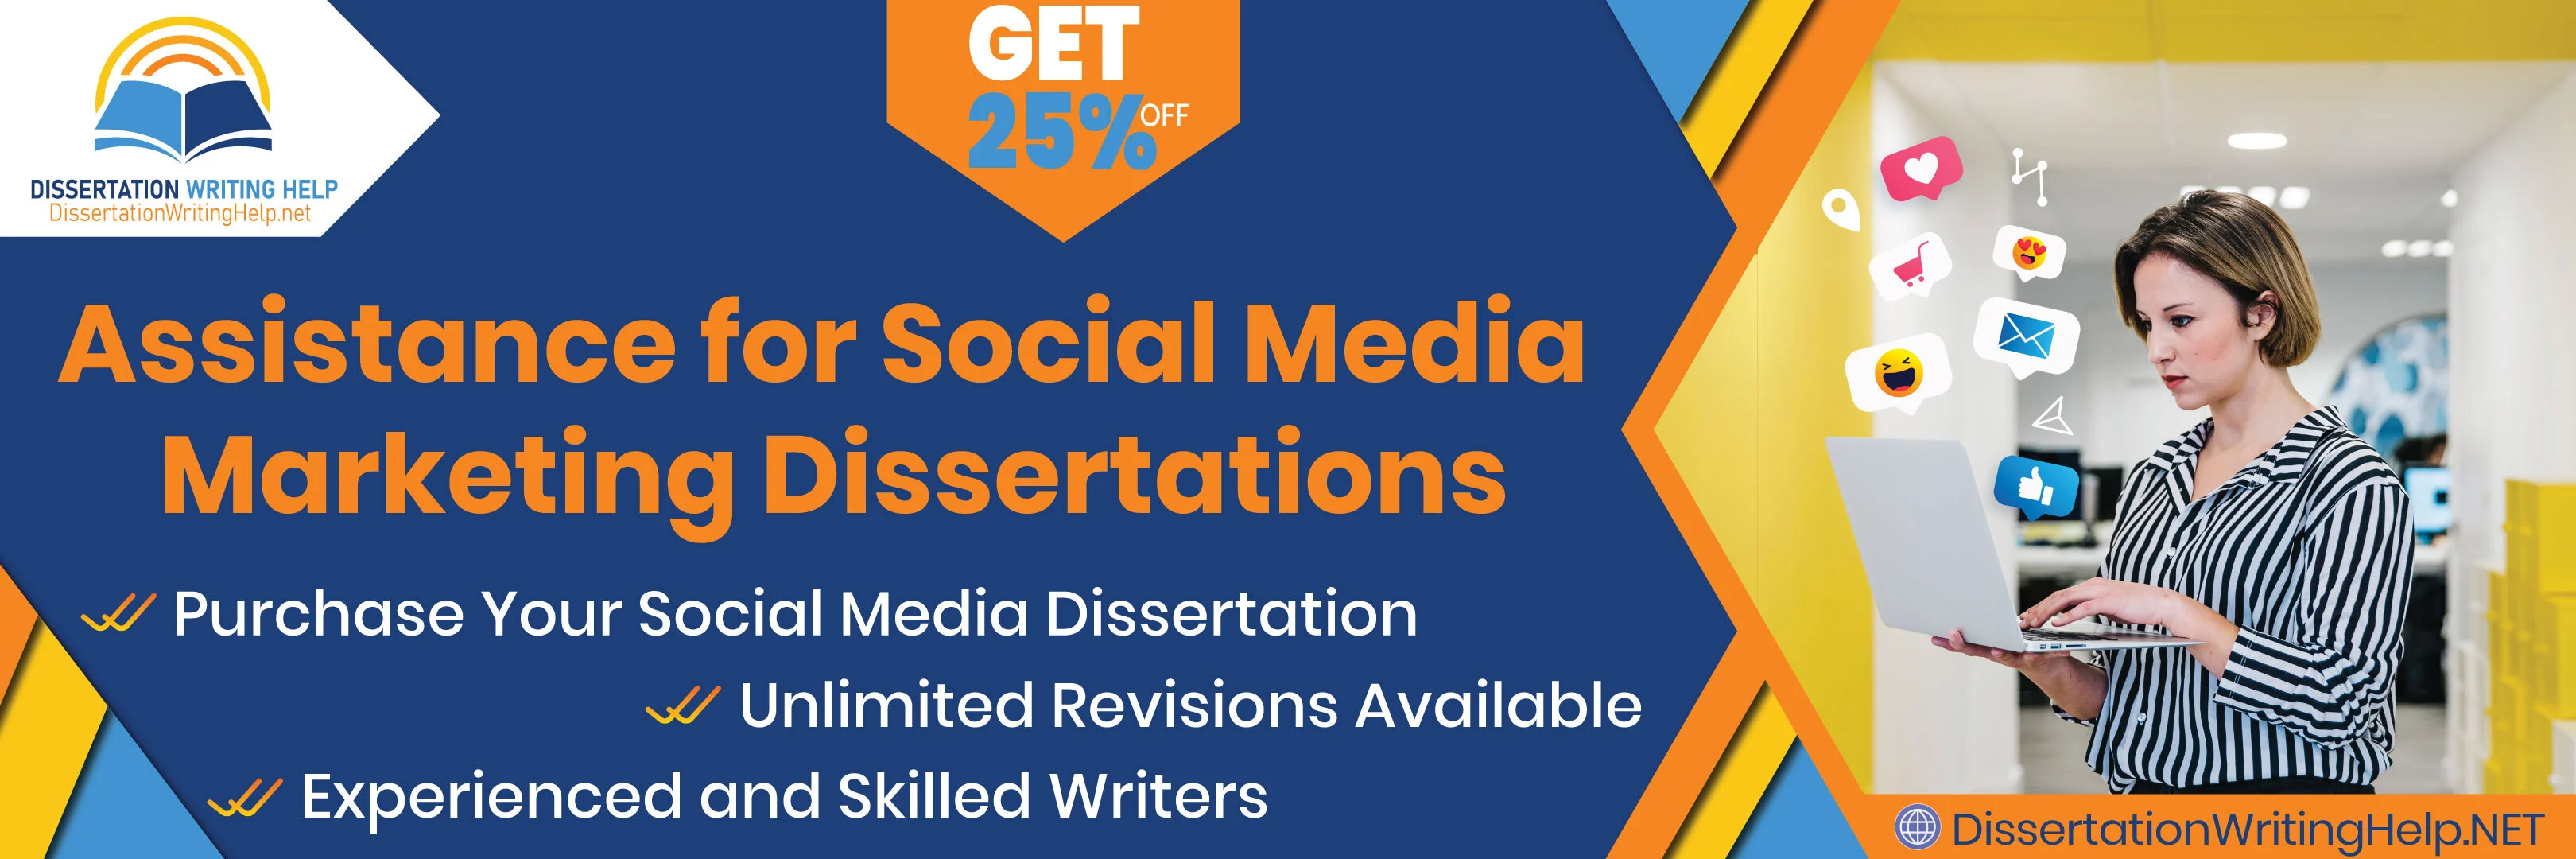 DISSERTATION WRITING HELP
DissertationWritingHelp.net
GET
25% OFF
Assistance for Social Media
Marketing Dissertations
Purchase Your Social Media Dissertation
Unlimited Revisions Available
Experienced and Skilled Writers
DissertationWritingHelp.NET